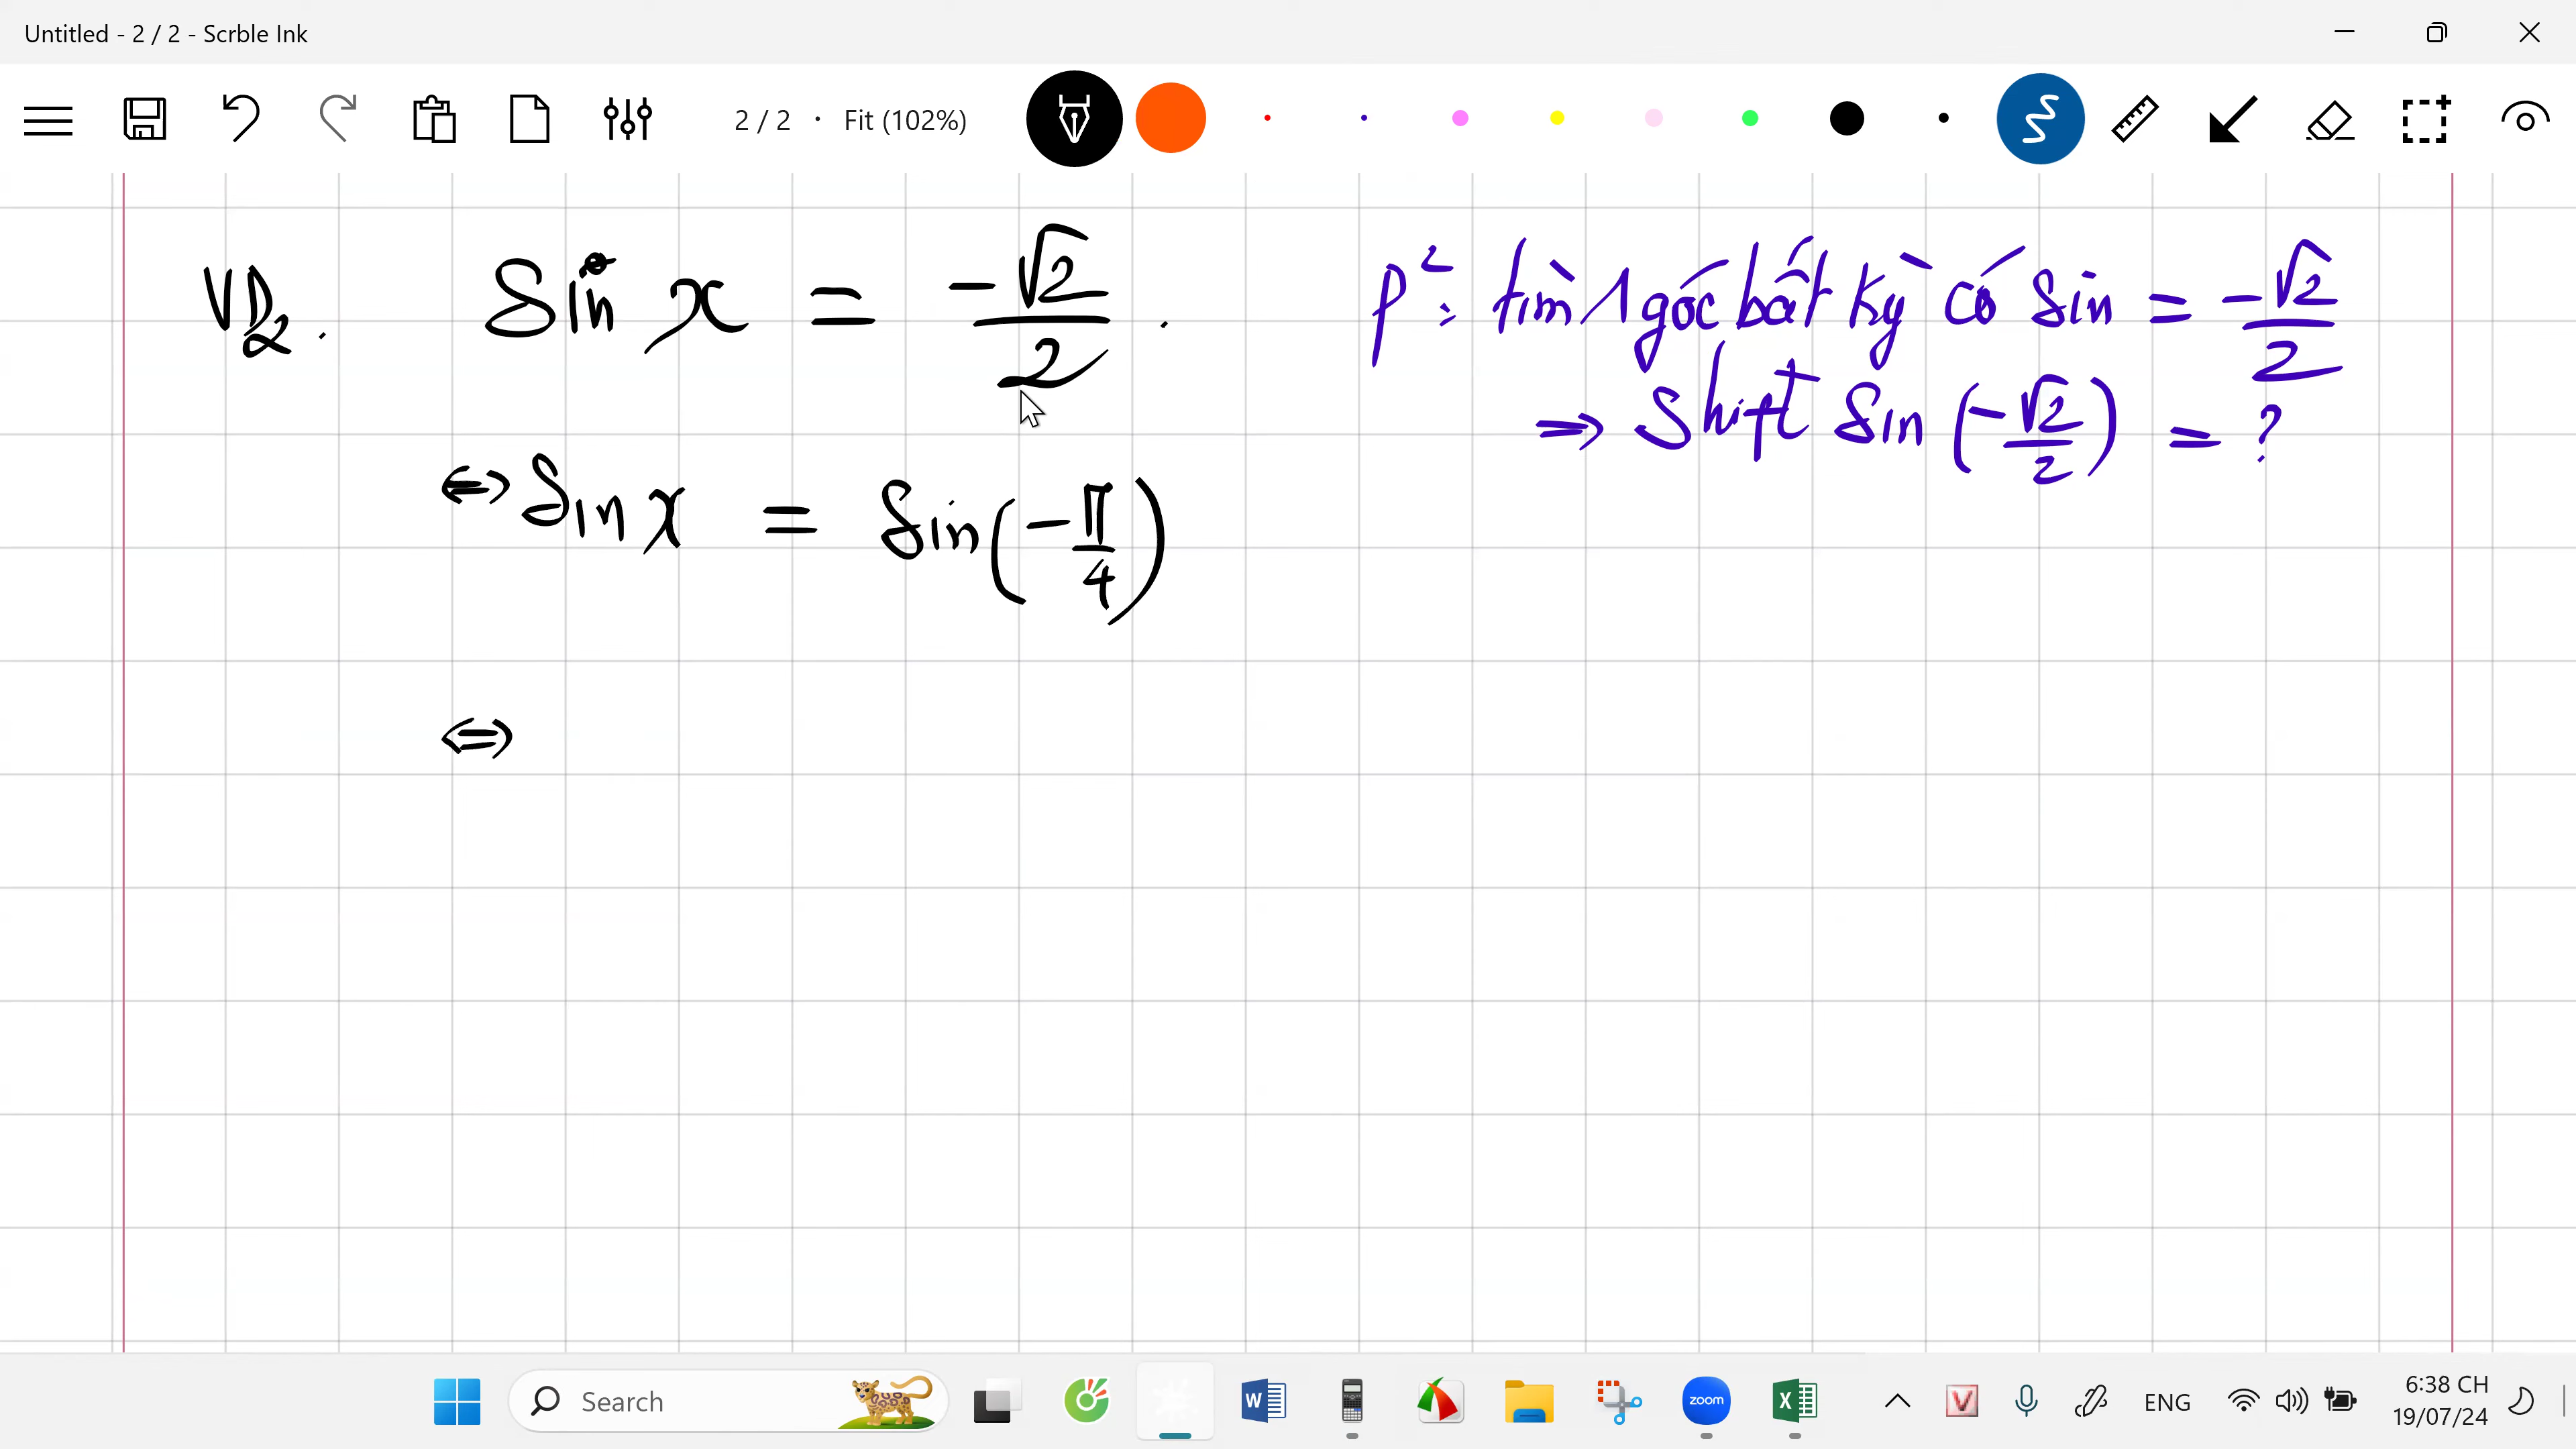 Untitled - 2 / 2 - Scrble Ink
2 / 2 · Fit (102%)
VD2. Sin x = -√2/2 .
⇔ Sin x = Sin(-π/4)
⇔
P²: tìm 1 góc bất kỳ có Sin = -√2/2
⇒ Shift Sin (-√2/2) = ?
Search
zoom
ENG
6:38 CH
19/07/24